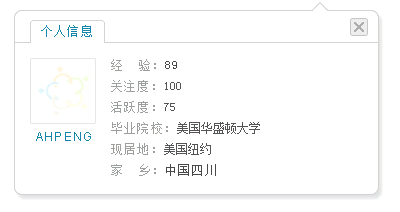 个人信息
经 验：89
关注度：100
活跃度：75
毕业院校：美国华盛顿大学
现居地：美国纽约
家 乡：中国四川
AHPENG